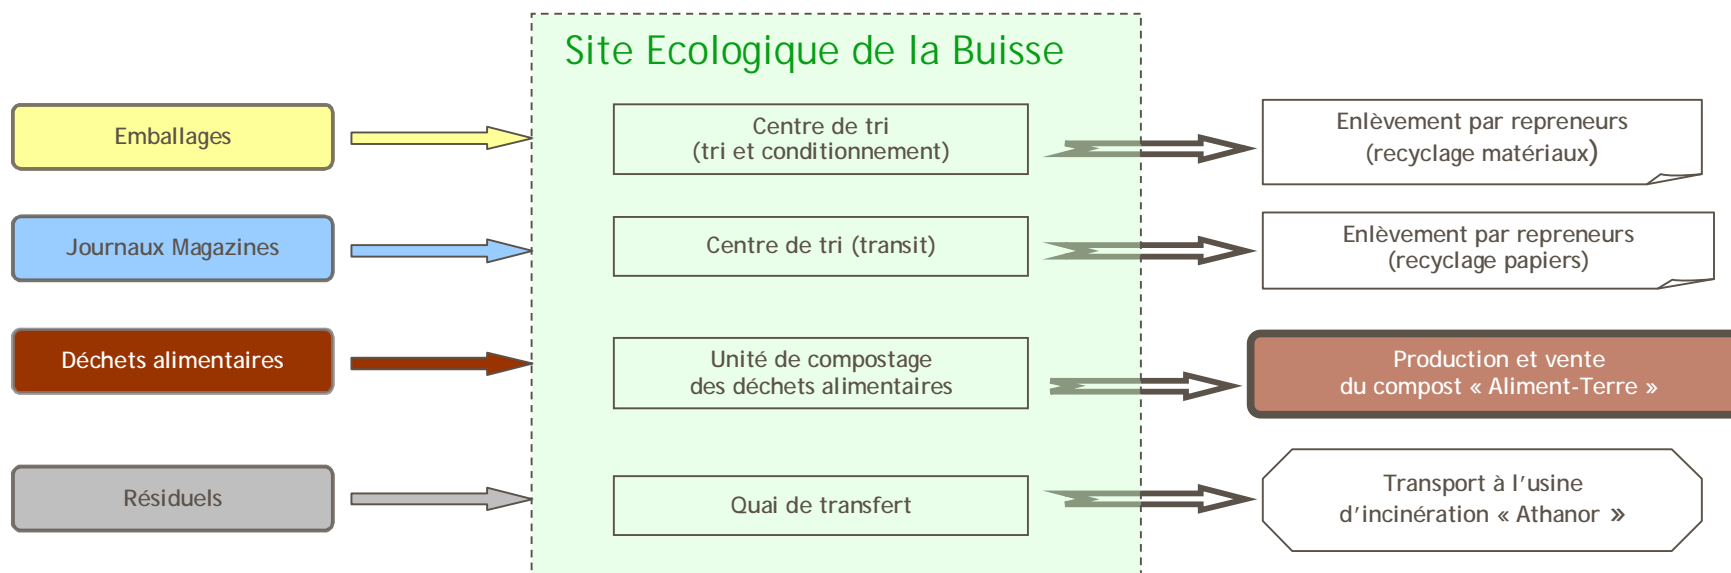 Site Ecologique de la Buisse
Emballages
Centre de tri
(tri et conditionnement)
Enlèvement par repreneurs
(recyclage matériaux)
Journaux Magazines
Centre de tri (transit)
Enlèvement par repreneurs
(recyclage papiers)
Déchets alimentaires
Unité de compostage
des déchets alimentaires
Production et vente
du compost « Aliment-Terre »
Résiduels
Quai de transfert
Transport à l'usine
d'incinération « Athanor »